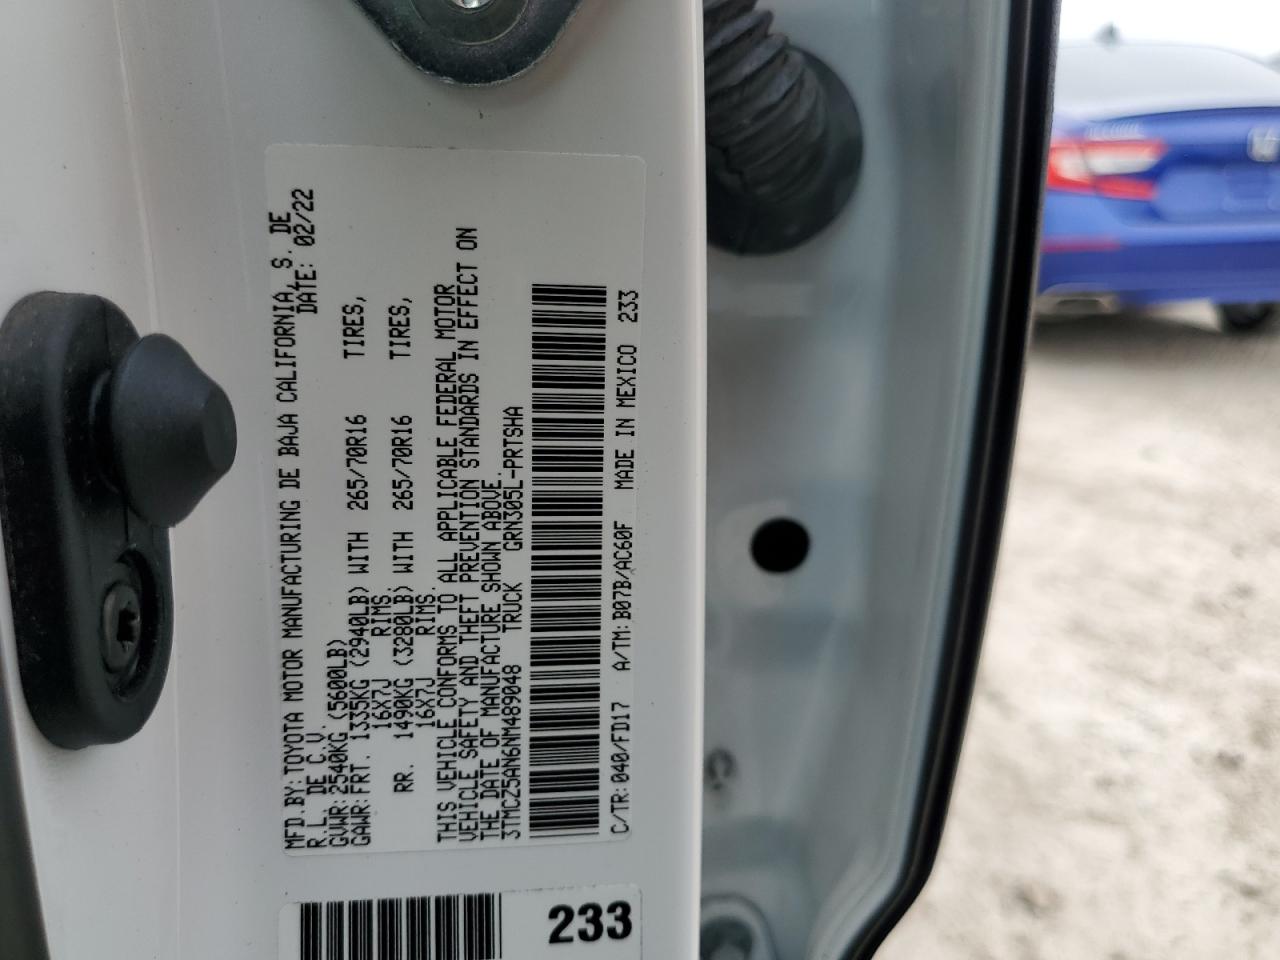 MFD.BY:TOYOTA MOTOR MANUFACTURING DE BAJA CALIFORNIA,S. DE
R.L. DE C.V. DATE: 02/22
GVWR:2540KG (5600LB)
GAWR:FRT. 1335KG (2940LB) WITH 265/70R16 TIRES,
16X7J RIMS,
RR. 1490KG (3280LB) WITH 265/70R16 TIRES,
16X7J RIMS.
THIS VEHICLE CONFORMS TO ALL APPLICABLE FEDERAL MOTOR
VEHICLE SAFETY AND THEFT PREVENTION STANDARDS IN EFFECT ON
THE DATE OF MANUFACTURE SHOWN ABOVE.
3TMCZ5AN6NM489048 TRUCK GRN305L-PRTSHA
C/TR:040/FD17 A/TM:B07B/AC60F MADE IN MEXICO 233
233